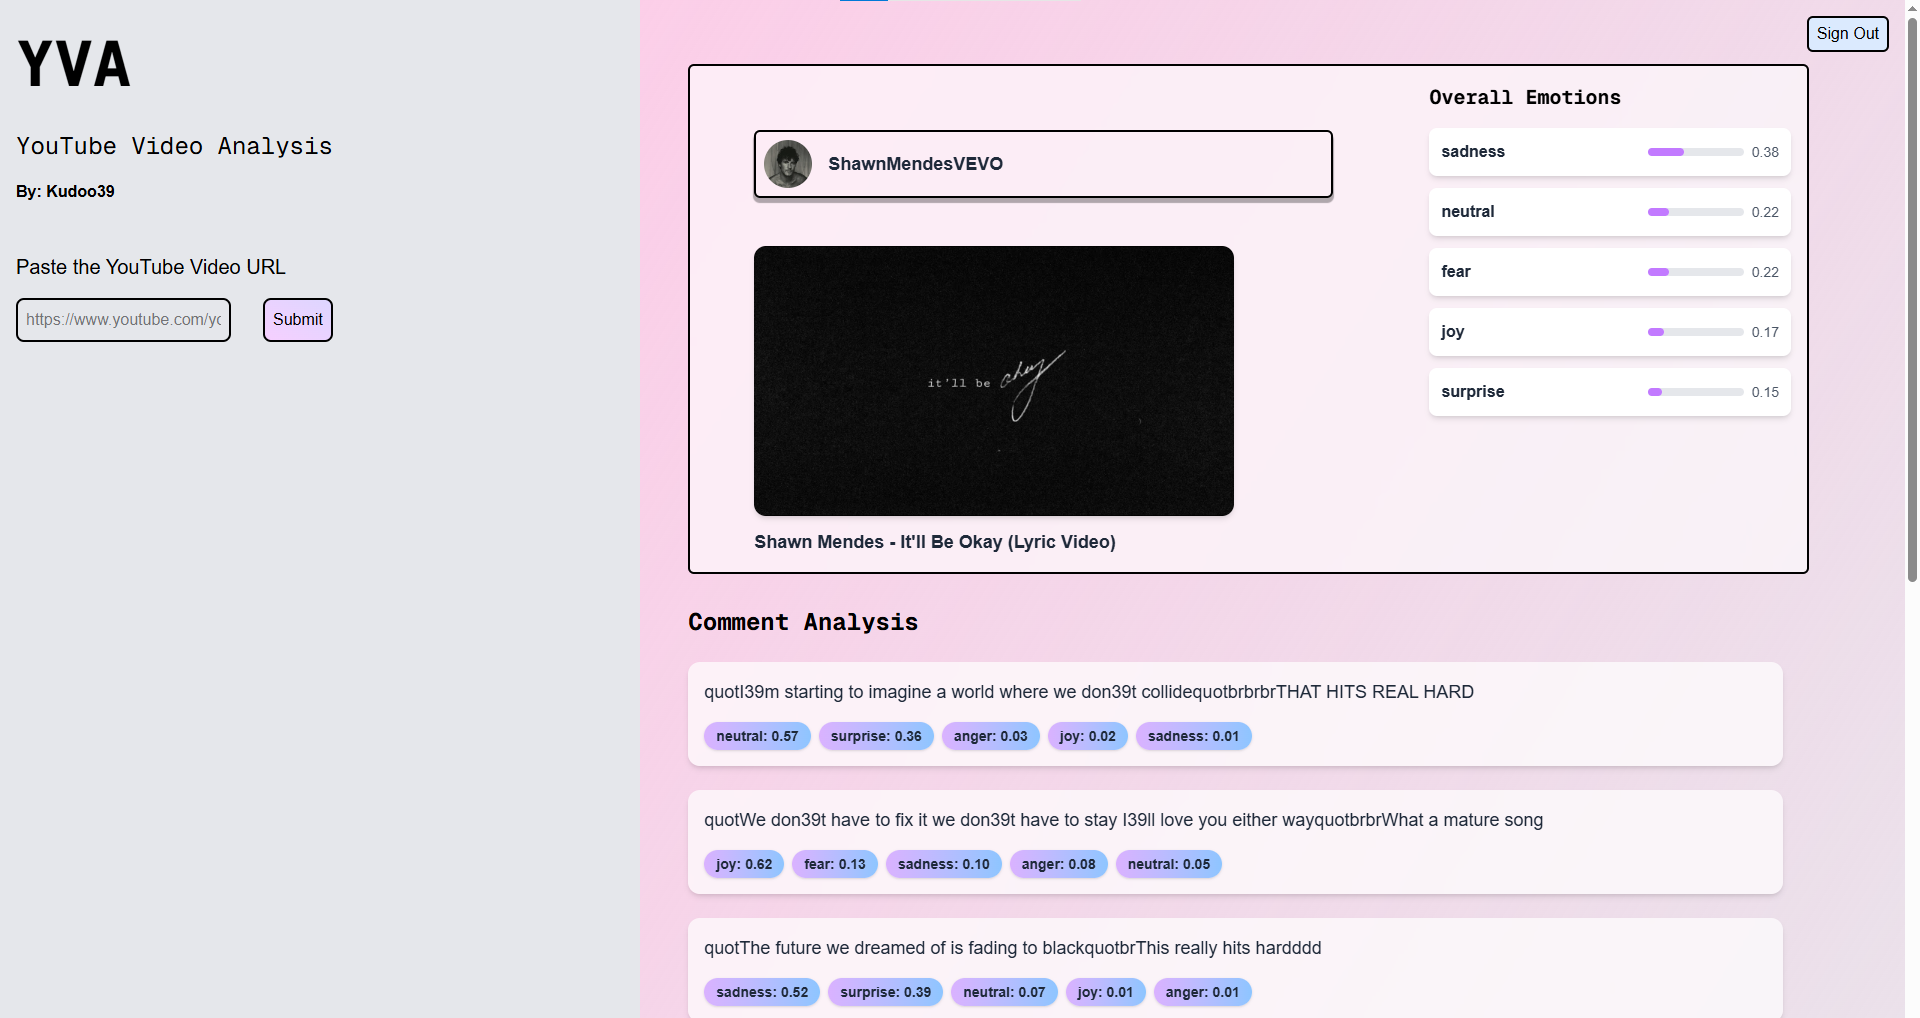 YVA
YouTube Video Analysis
By: Kudoo39
Paste the YouTube Video URL
https://www.youtube.com/yc
Submit
Sign Out
ShawnMendesVEVO
it'll be okay
Shawn Mendes - It'll Be Okay (Lyric Video)
Overall Emotions
sadness 0.38
neutral 0.22
fear 0.22
joy 0.17
surprise 0.15
Comment Analysis
quotI39m starting to imagine a world where we don39t collidequotbrbrbrTHAT HITS REAL HARD
neutral: 0.57 surprise: 0.36 anger: 0.03 joy: 0.02 sadness: 0.01
quotWe don39t have to fix it we don39t have to stay I39ll love you either wayquotbrbrWhat a mature song
joy: 0.62 fear: 0.13 sadness: 0.10 anger: 0.08 neutral: 0.05
quotThe future we dreamed of is fading to blackquotbrThis really hits hardddd
sadness: 0.52 surprise: 0.39 neutral: 0.07 joy: 0.01 anger: 0.01